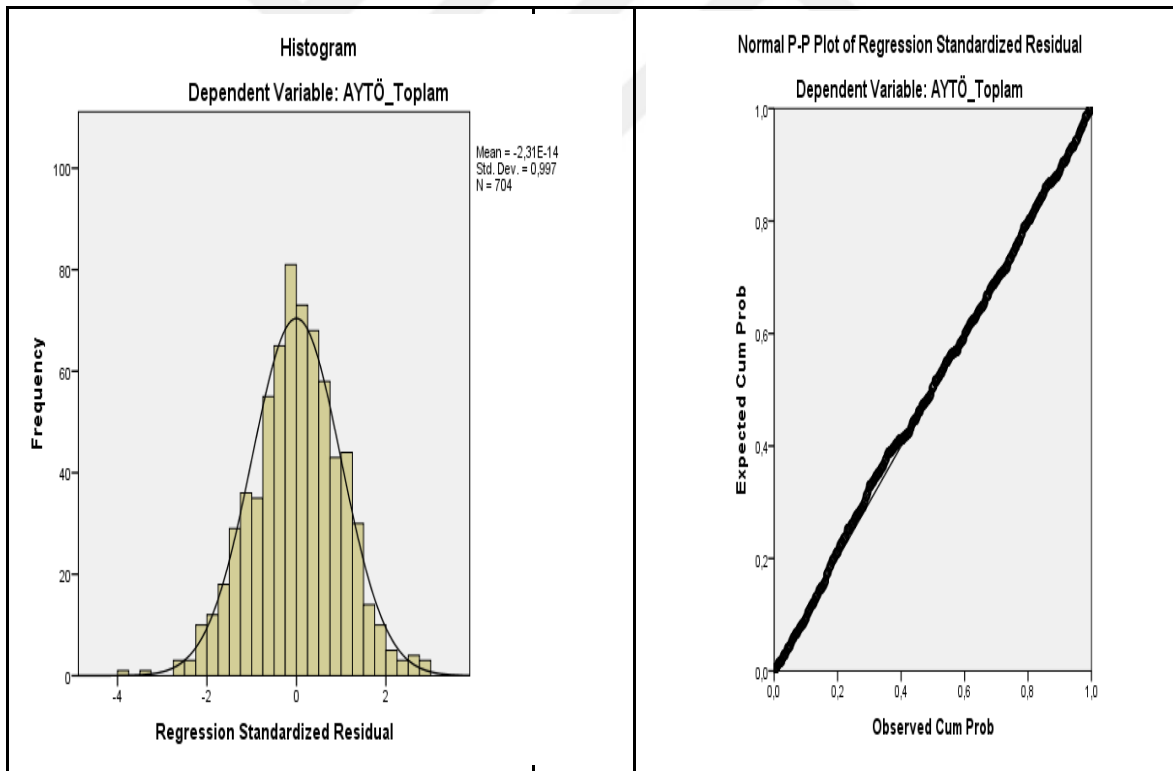 Histogram
Dependent Variable: AYTÖ_Toplam
Mean = -2,31E-14
Std. Dev. = 0,997
N = 704
100
80
60
40
20
0
Frequency
-4
-2
0
2
Regression Standardized Residual
Normal P-P Plot of Regression Standardized Residual
Dependent Variable: AYTÖ_Toplam
1,0
0,8
0,6
0,4
0,2
0,0
Expected Cum Prob
0,0
0,2
0,4
0,6
0,8
1,0
Observed Cum Prob